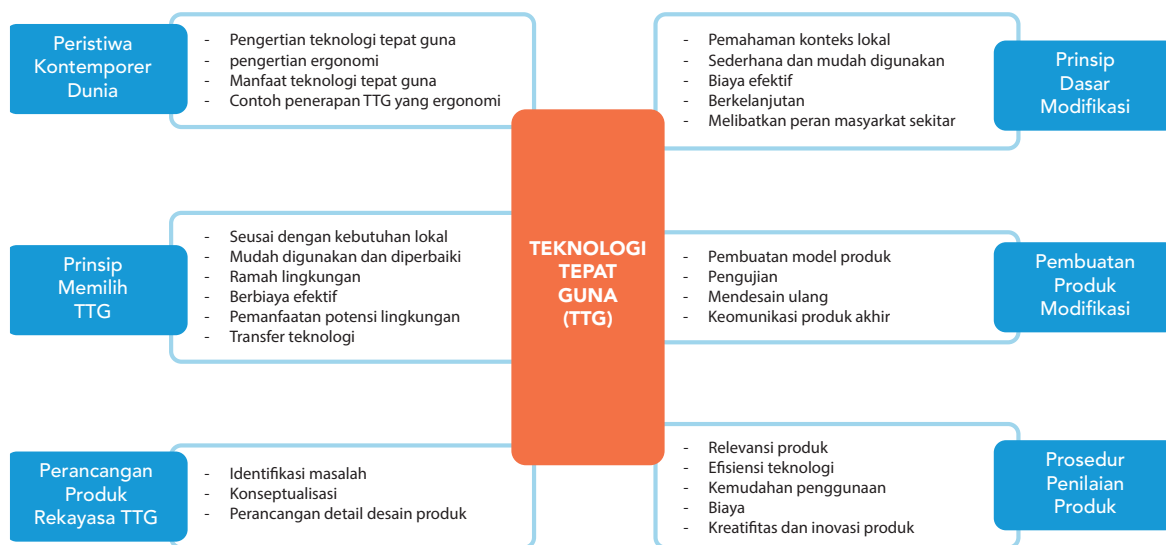 Peristiwa
Kontemporer
Dunia
- Pengertian teknologi tepat guna
- pengertian ergonomi
- Manfaat teknologi tepat guna
- Contoh penerapan TTG yang ergonomi
- Pemahaman konteks lokal
- Sederhana dan mudah digunakan
- Biaya efektif
- Berkelanjutan
- Melibatkan peran masyarkat sekitar
Prinsip
Dasar
Modifikasi
Prinsip
Memilih
TTG
- Seusai dengan kebutuhan lokal
- Mudah digunakan dan diperbaiki
- Ramah lingkungan
- Berbiaya efektif
- Pemanfaatan potensi lingkungan
- Transfer teknologi
TEKNOLOGI
TEPAT
GUNA
(TTG)
- Pembuatan model produk
- Pengujian
- Mendesain ulang
- Keomunikasi produk akhir
Pembuatan
Produk
Modifikasi
Perancangan
Produk
Rekayasa TTG
- Identifikasi masalah
- Konseptualisasi
- Perancangan detail desain produk
- Relevansi produk
- Efisiensi teknologi
- Kemudahan penggunaan
- Biaya
- Kreatifitas dan inovasi produk
Prosedur
Penilaian
Produk